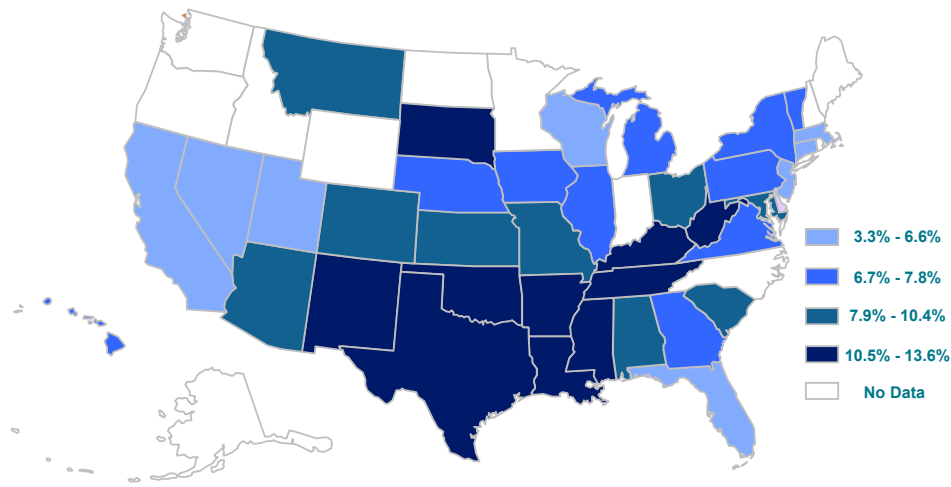 3.3% - 6.6%
6.7% - 7.8%
7.9% - 10.4%
10.5% - 13.6%
No Data